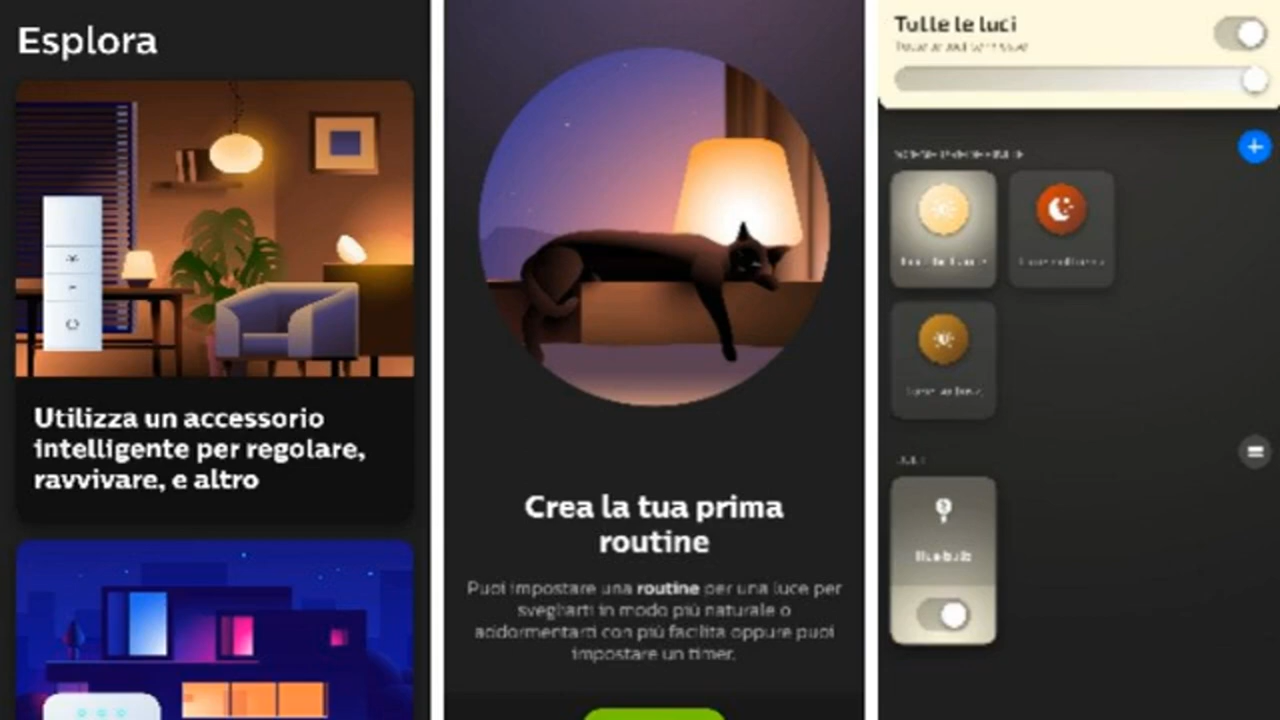 Esplora
Utilizza un accessorio
intelligente per regolare,
ravvivare, e altro
Crea la tua prima
routine
Puoi impostare una routine per una luce per
svegliarti in modo più naturale o
addormentarti con più facilità oppure puoi
impostare un timer.
Tutte le luci
Hue bulb